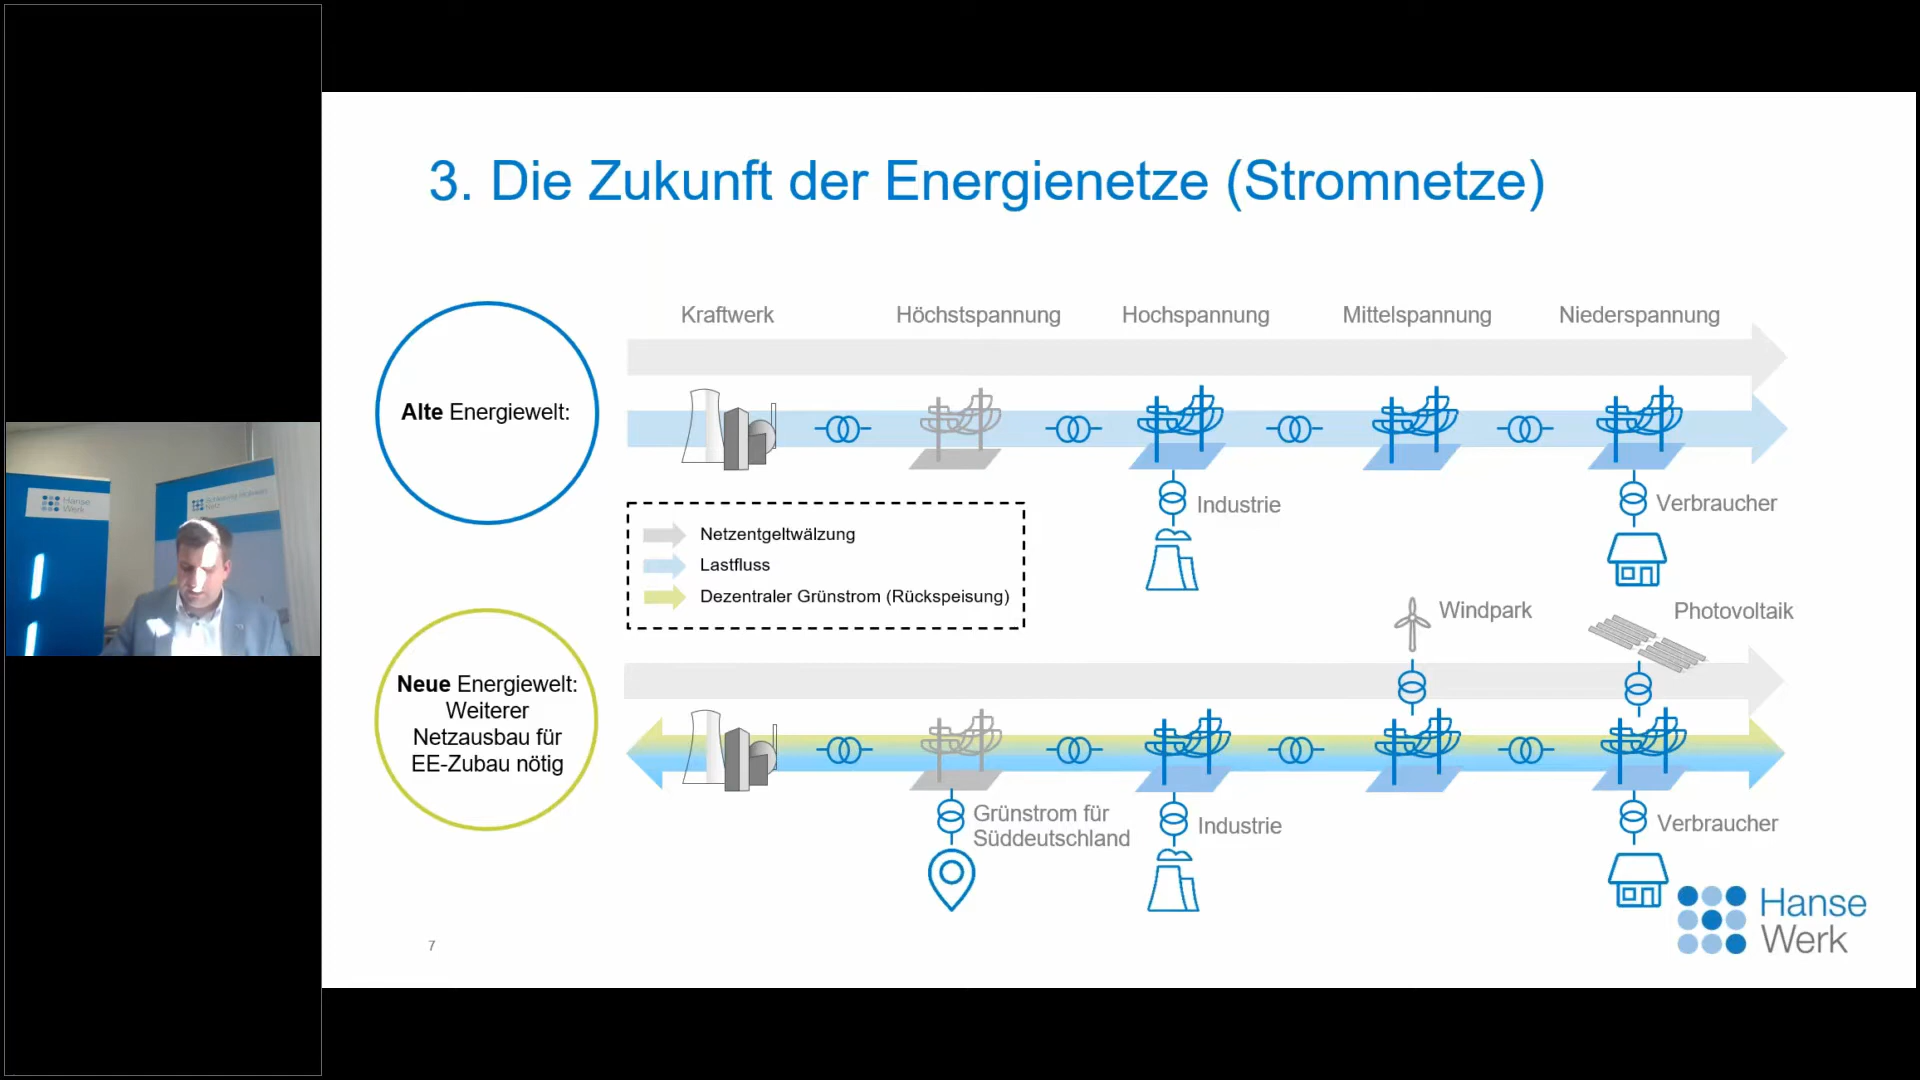 3. Die Zukunft der Energienetze (Stromnetze)
Kraftwerk
Höchstspannung
Hochspannung
Mittelspannung
Niederspannung
Alte Energiewelt:
Industrie
Verbraucher
Netzentgeltwälzung
Lastfluss
Dezentraler Grünstrom (Rückspeisung)
Windpark
Photovoltaik
Neue Energiewelt:
Weiterer
Netzausbau für
EE-Zubau nötig
Grünstrom für
Süddeutschland
Industrie
Verbraucher
7
Hanse
Werk
Hanse
Werk